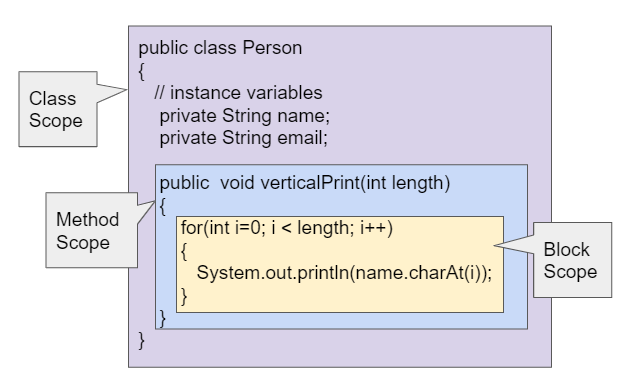 public class Person
{
// instance variables
private String name;
private String email;
Class
Scope
public void verticalPrint(int length)
{
Method
Scope
for(int i=0; i < length; i++)
{
System.out.println(name.charAt(i));
}
Block
Scope
}
}